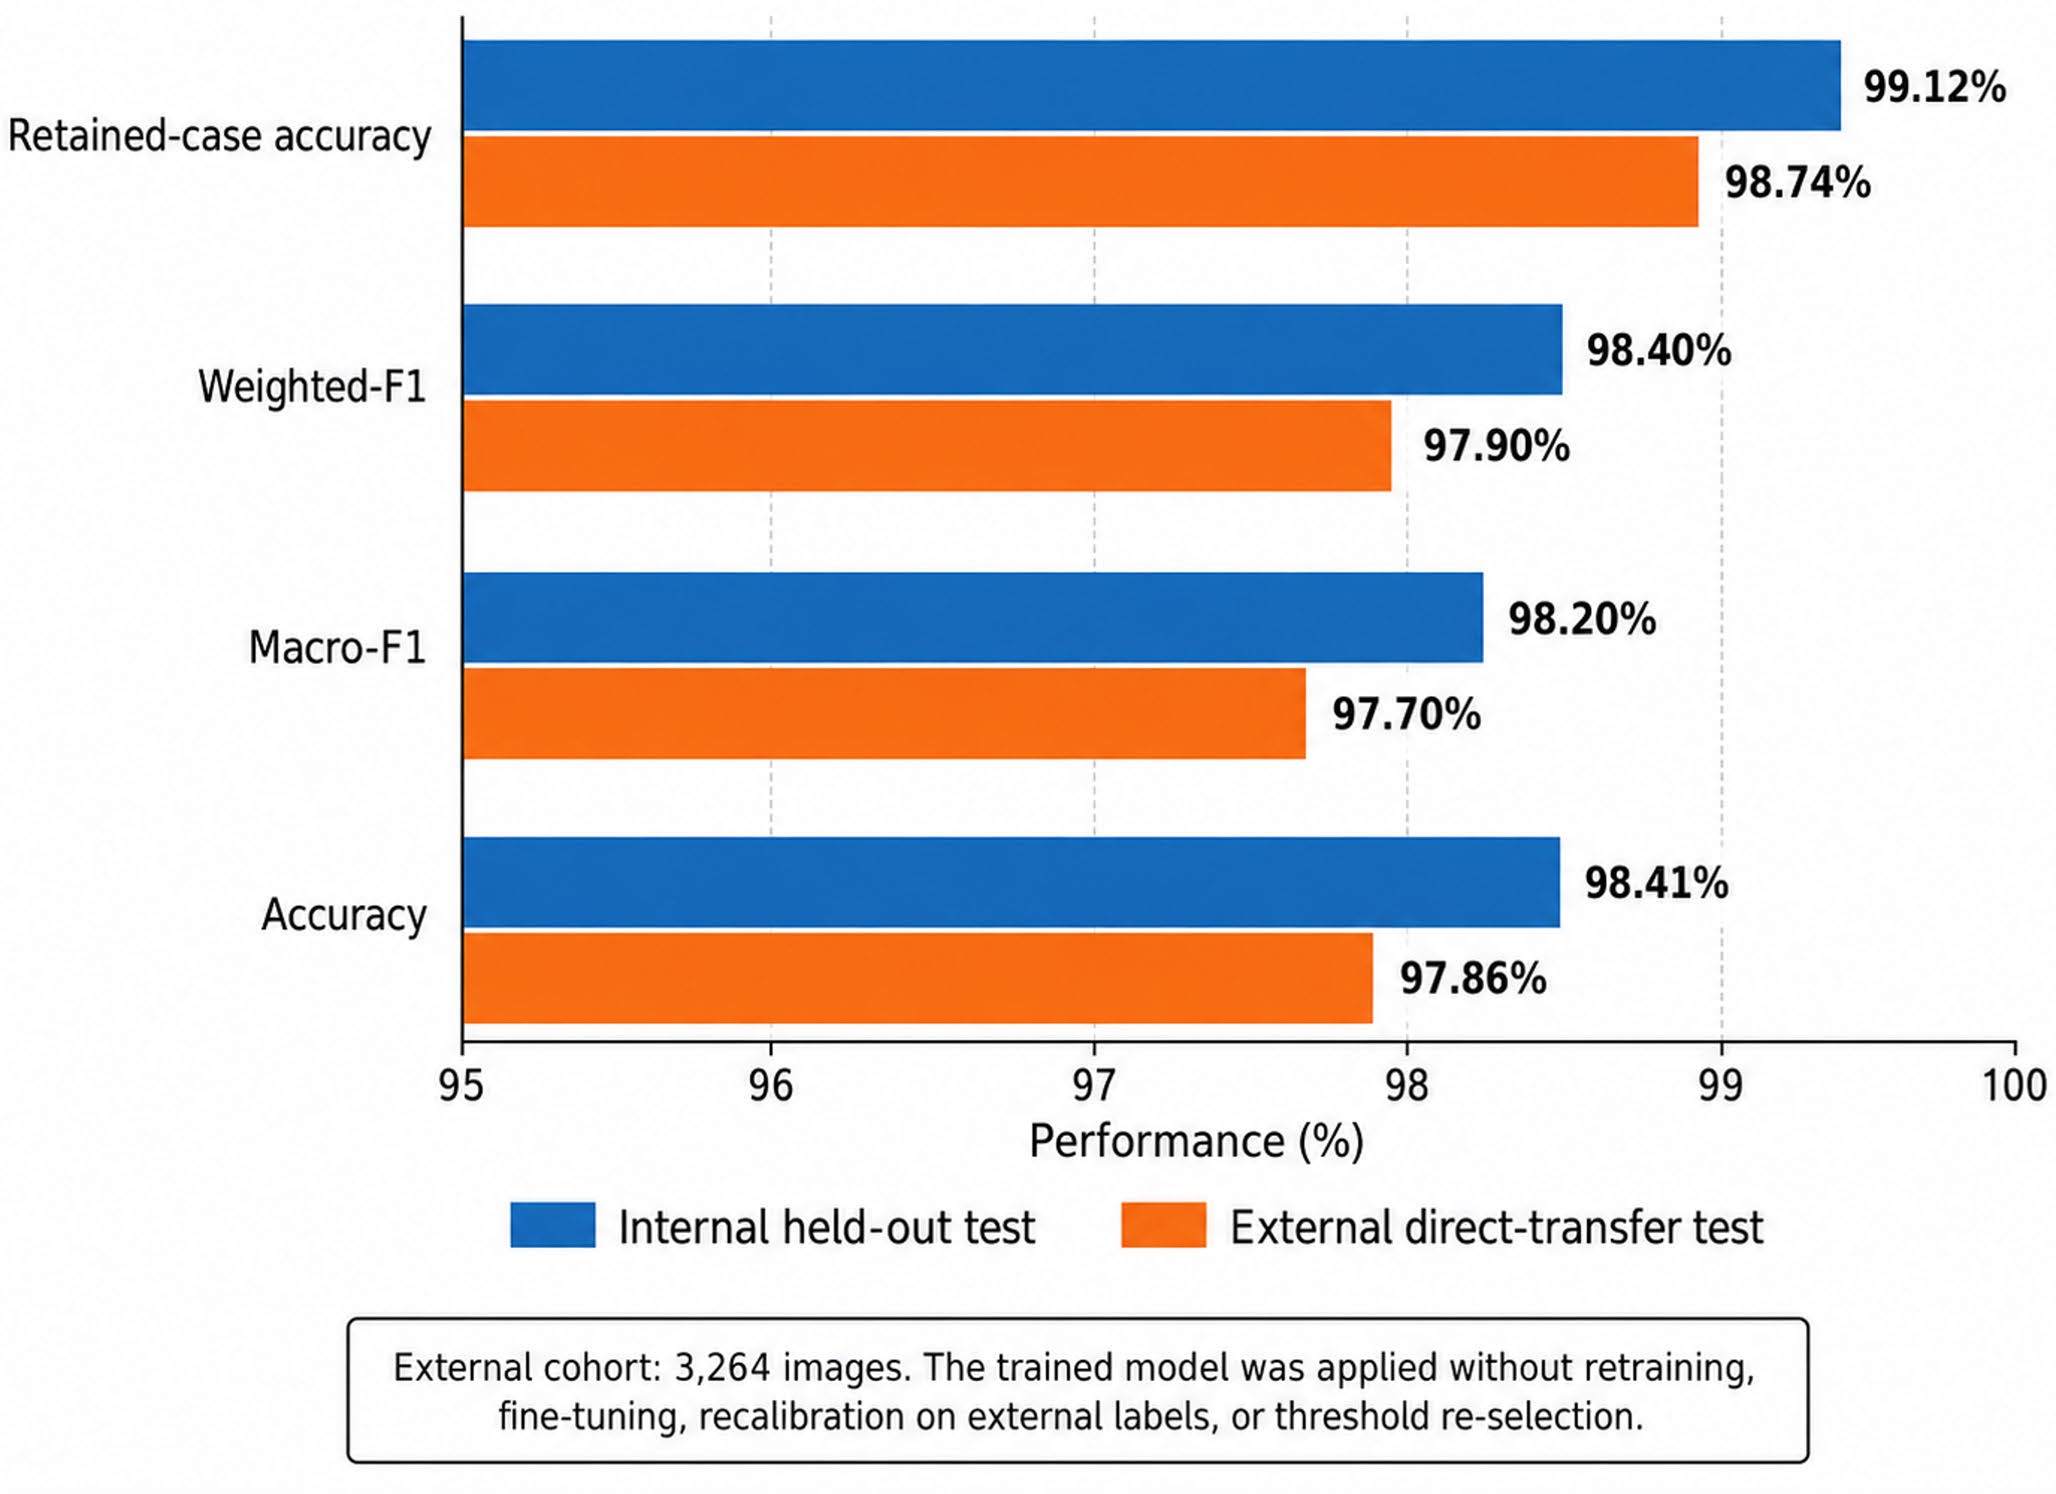 99.12%
Retained-case accuracy
98.74%
98.40%
Weighted-F1
97.90%
98.20%
Macro-F1
97.70%
98.41%
Accuracy
97.86%
95 96 97 98 99 100
Performance (%)
Internal held-out test External direct-transfer test
External cohort: 3,264 images. The trained model was applied without retraining,
fine-tuning, recalibration on external labels, or threshold re-selection.